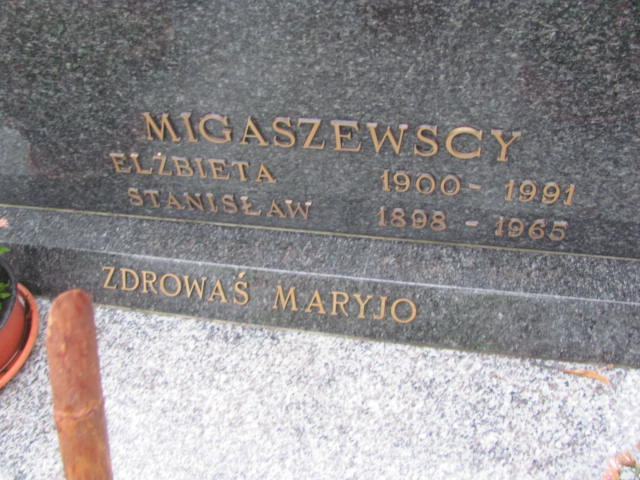 MIGASZEWSCY
ELŻBIETA 1900 - 1991
STANISŁAW 1898 - 1965
ZDROWAŚ MARYJO